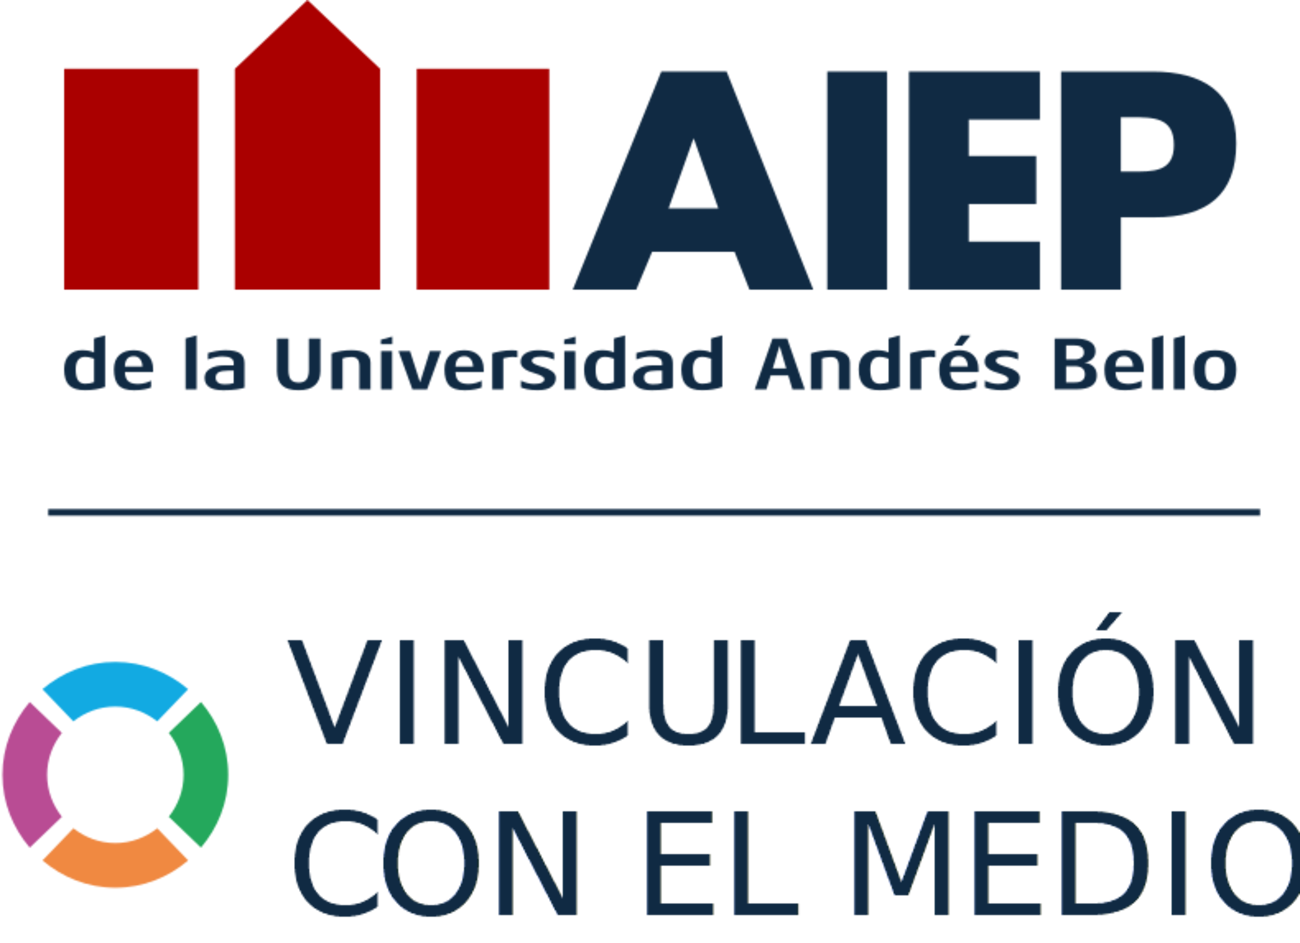 AIEP
de la Universidad Andrés Bello
VINCULACIÓN
CON EL MEDIO